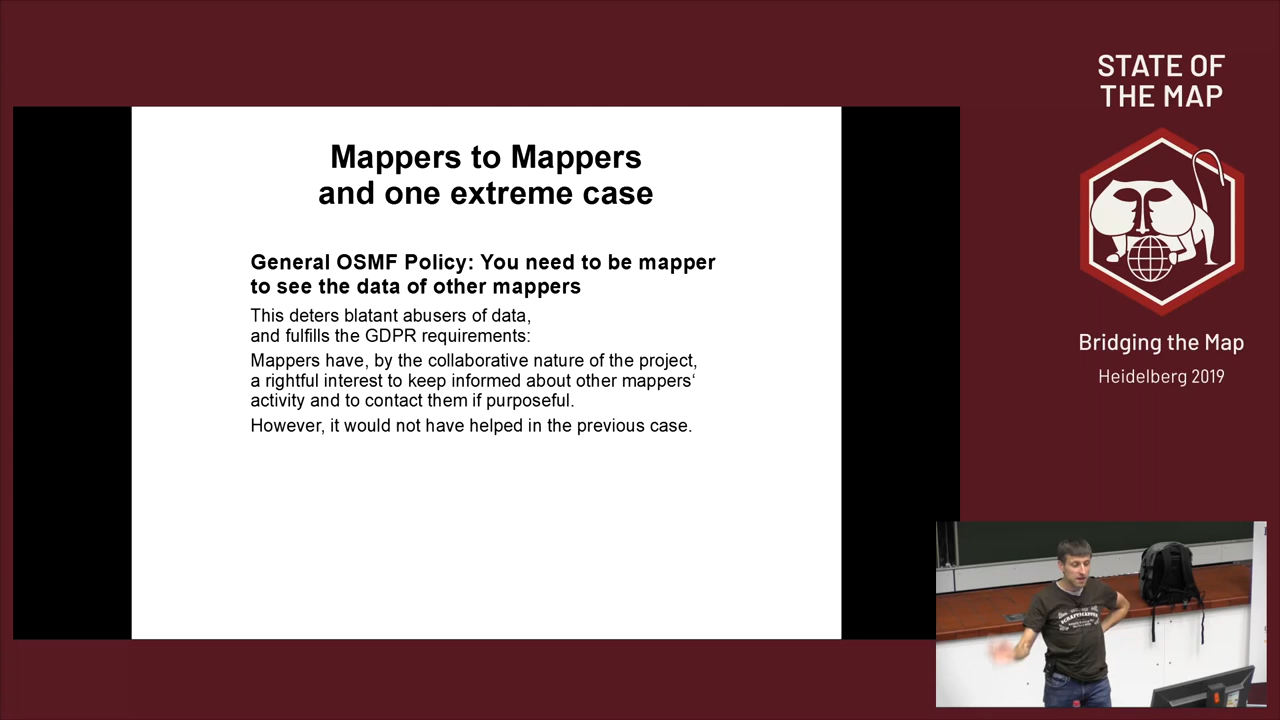 STATE OF
THE MAP
Mappers to Mappers
and one extreme case
General OSMF Policy: You need to be mapper
to see the data of other mappers
This deters blatant abusers of data,
and fulfills the GDPR requirements:
Mappers have, by the collaborative nature of the project,
a rightful interest to keep informed about other mappers‘
activity and to contact them if purposeful.
However, it would not have helped in the previous case.
Bridging the Map
Heidelberg 2019